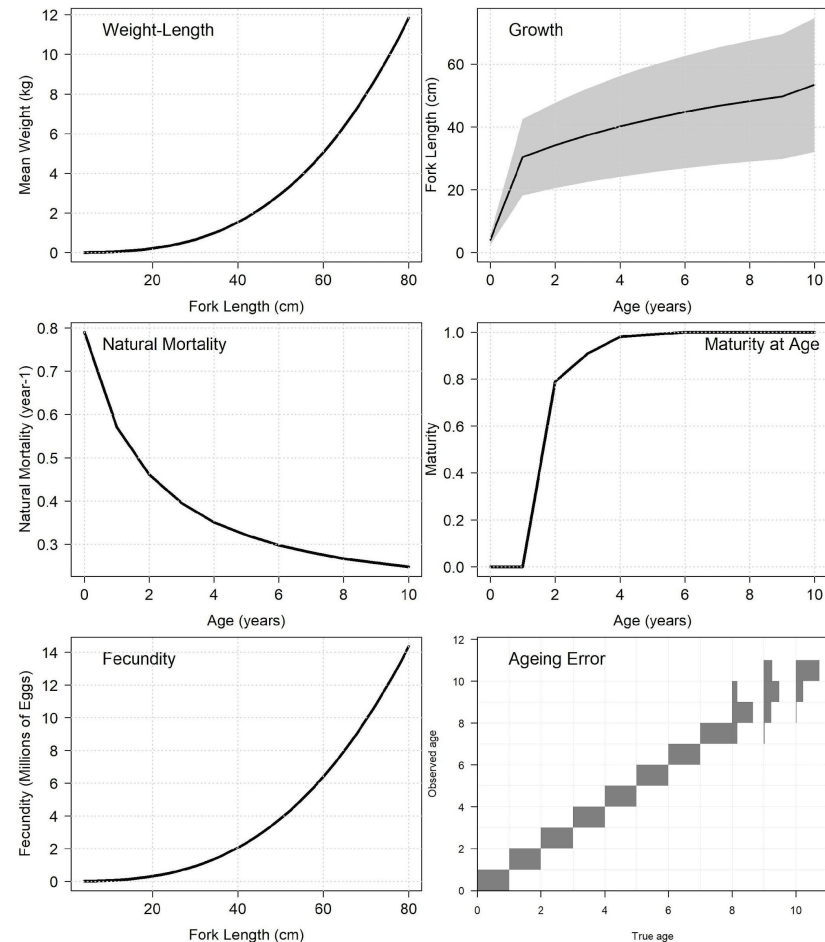 Weight-Length
12
10
8
6
4
2
0
Mean Weight (kg)
20 40 60 80
Fork Length (cm)
Growth
60
40
20
0
Fork Length (cm)
0 2 4 6 8 10
Age (years)
Natural Mortality
0.8
0.7
0.6
0.5
0.4
0.3
Natural Mortality (year-1)
0 2 4 6 8 10
Age (years)
Maturity at Age
1.0
0.8
0.6
0.4
0.2
0.0
Maturity
0 2 4 6 8 10
Age (years)
Fecundity
14
12
10
8
6
4
2
0
Fecundity (Millions of Eggs)
20 40 60 80
Fork Length (cm)
Ageing Error
12
10
8
6
4
2
0
Observed age
0 2 4 6 8 10
True age